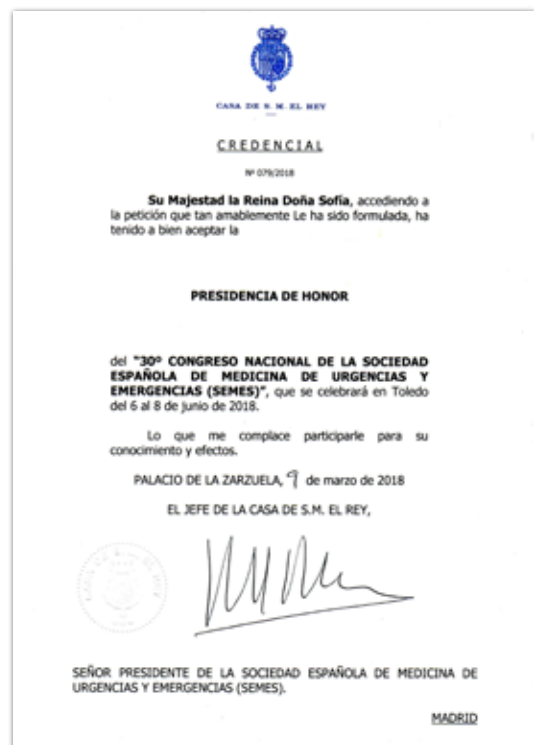 CASA DE S. M. EL REY
CREDENCIAL
Nº 079/2018
Su Majestad la Reina Doña Sofía, accediendo a
la petición que tan amablemente Le ha sido formulada, ha
tenido a bien aceptar la
PRESIDENCIA DE HONOR
del "30º CONGRESO NACIONAL DE LA SOCIEDAD
ESPAÑOLA DE MEDICINA DE URGENCIAS Y
EMERGENCIAS (SEMES)", que se celebrará en Toledo
del 6 al 8 de junio de 2018.
Lo que me complace participarle para su
conocimiento y efectos.
PALACIO DE LA ZARZUELA, 9 de marzo de 2018
EL JEFE DE LA CASA DE S.M. EL REY,
SEÑOR PRESIDENTE DE LA SOCIEDAD ESPAÑOLA DE MEDICINA DE
URGENCIAS Y EMERGENCIAS (SEMES).
MADRID